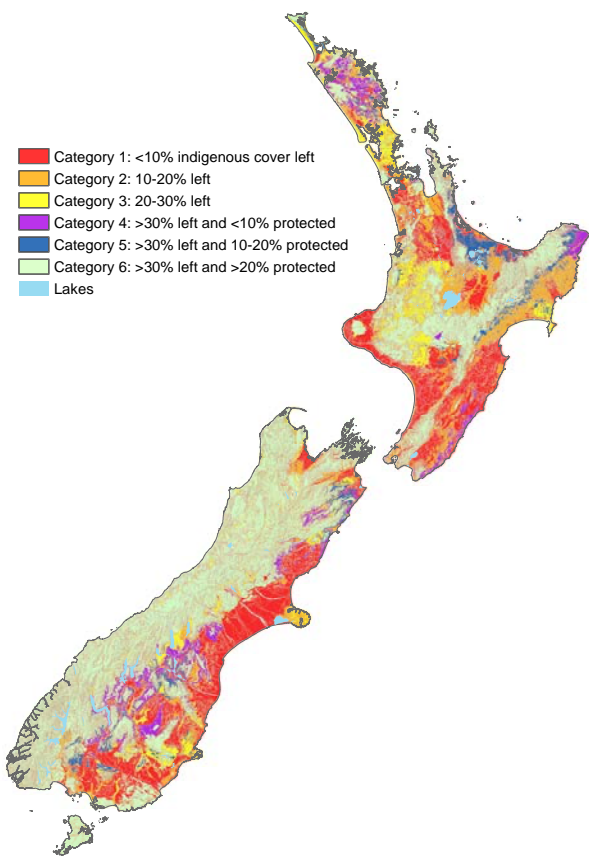 Category 1: <10% indigenous cover left
Category 2: 10-20% left
Category 3: 20-30% left
Category 4: >30% left and <10% protected
Category 5: >30% left and 10-20% protected
Category 6: >30% left and >20% protected
Lakes